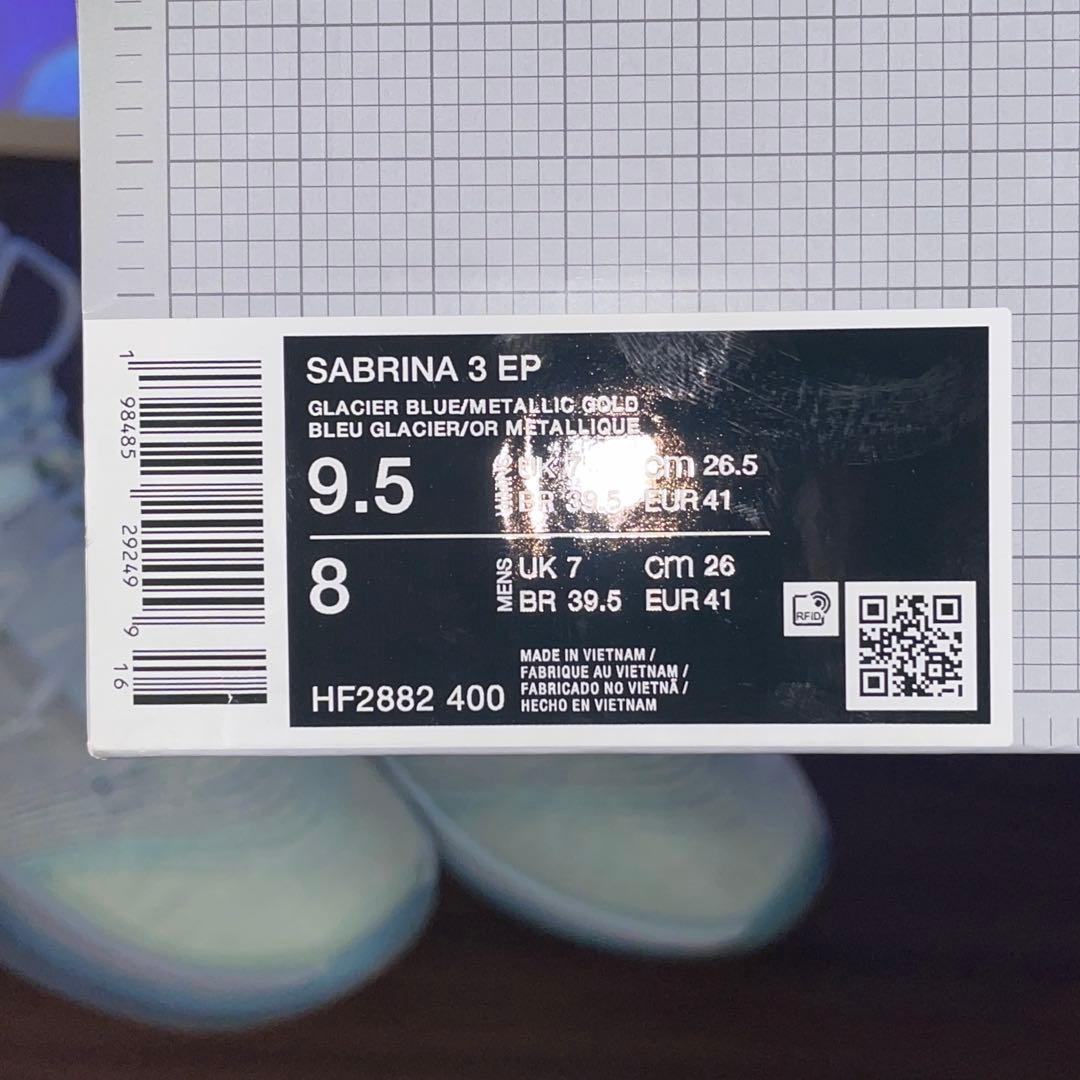 SABRINA 3 EP
GLACIER BLUE/METALLIC GOLD
BLEU GLACIER/OR METALLIQUE
9.5
UK 7 cm 26.5
BR 39.5 EUR 41
8
MENS
UK 7 cm 26
BR 39.5 EUR 41
MADE IN VIETNAM /
FABRIQUE AU VIETNAM /
FABRICADO NO VIETNÃ /
HECHO EN VIETNAM
HF2882 400
RFID
1 98485 29249 9 16